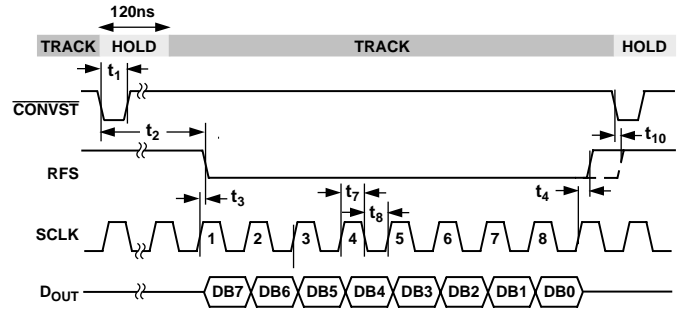 120ns
TRACK HOLD TRACK HOLD
t1
CONVST
t2
t10
RFS
t3
t7
t8
t4
SCLK 1 2 3 4 5 6 7 8
DOUT DB7 DB6 DB5 DB4 DB3 DB2 DB1 DB0